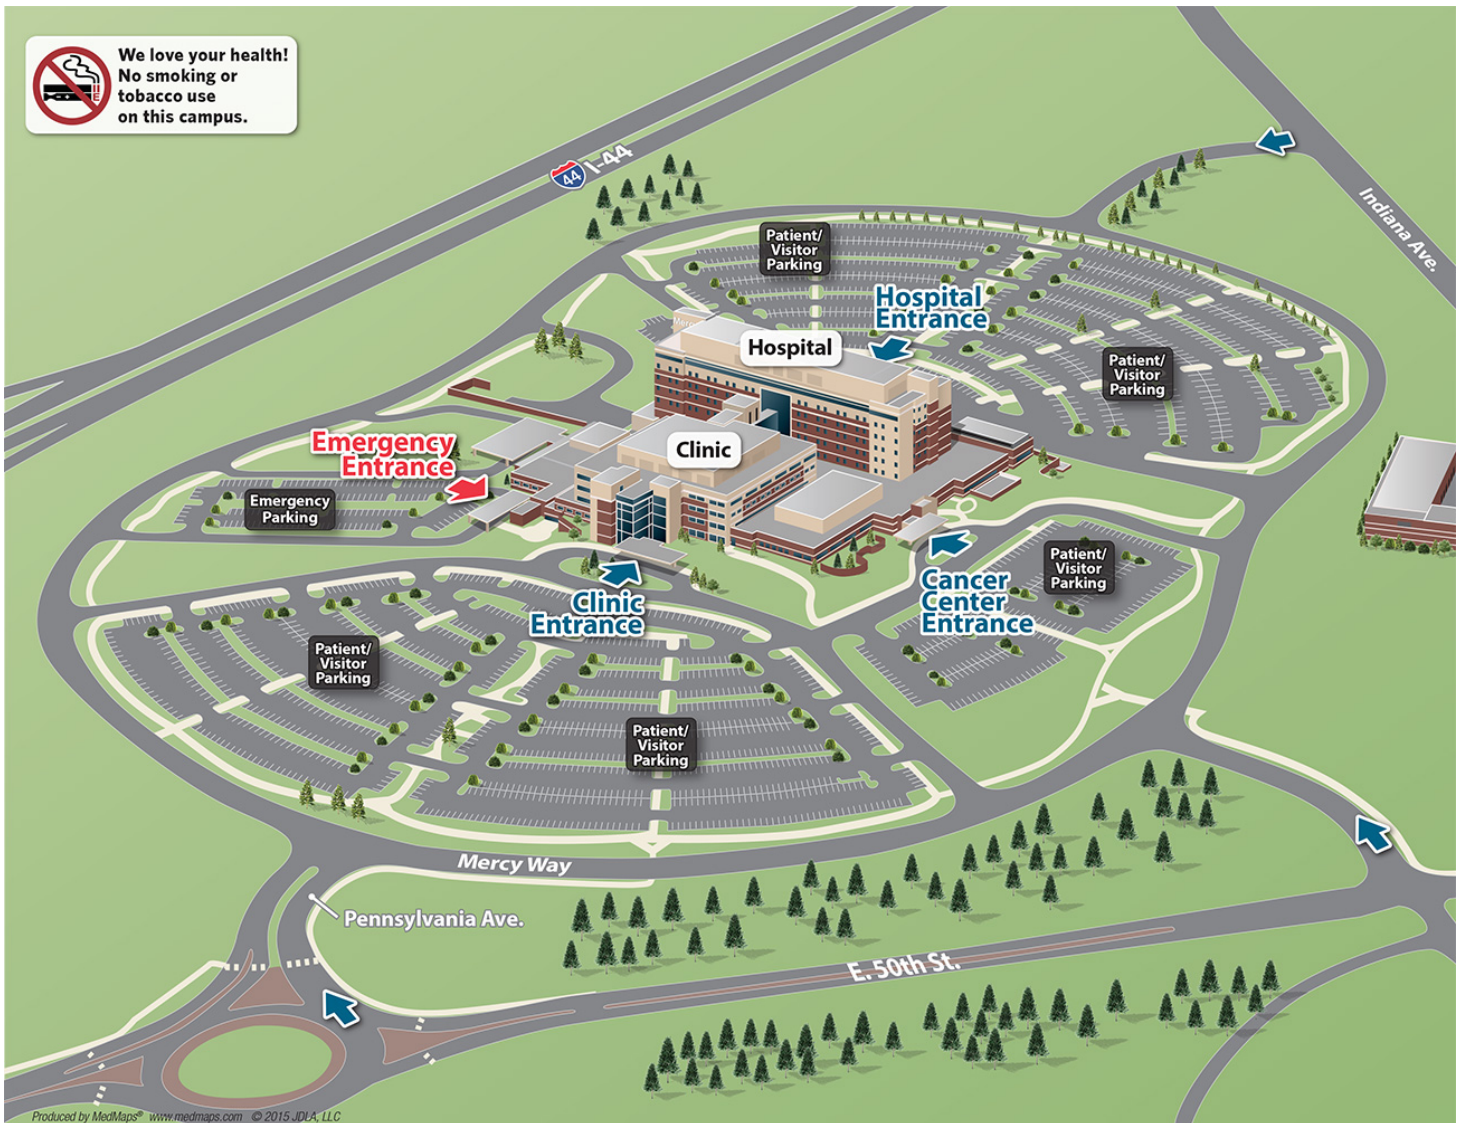 We love your health!
No smoking or
tobacco use
on this campus.
44
I-44
Indiana Ave.
Patient/
Visitor
Parking
Hospital
Entrance
Hospital
Patient/
Visitor
Parking
Clinic
Emergency
Entrance
Emergency
Parking
Patient/
Visitor
Parking
Cancer
Center
Entrance
Clinic
Entrance
Patient/
Visitor
Parking
Patient/
Visitor
Parking
Mercy Way
Pennsylvania Ave.
E. 50th St.
Produced by MedMaps® www.medmaps.com © 2015 JDLA, LLC